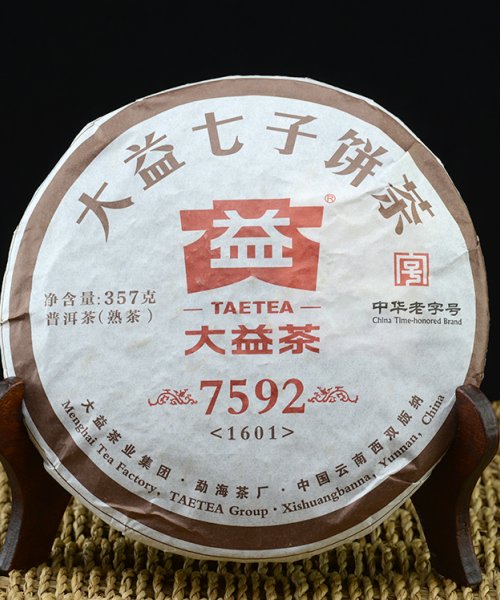 大益七子饼茶
益
®
TAETEA
大益茶
净含量:357克
普洱茶(熟茶)
号
中华老字号
China Time-honored Brand
7592
<1601>
大益茶业集团·勐海茶厂·中国云南西双版纳
Menghai Tea Factory, TAETEA Group·Xishuangbanna, Yunnan, China